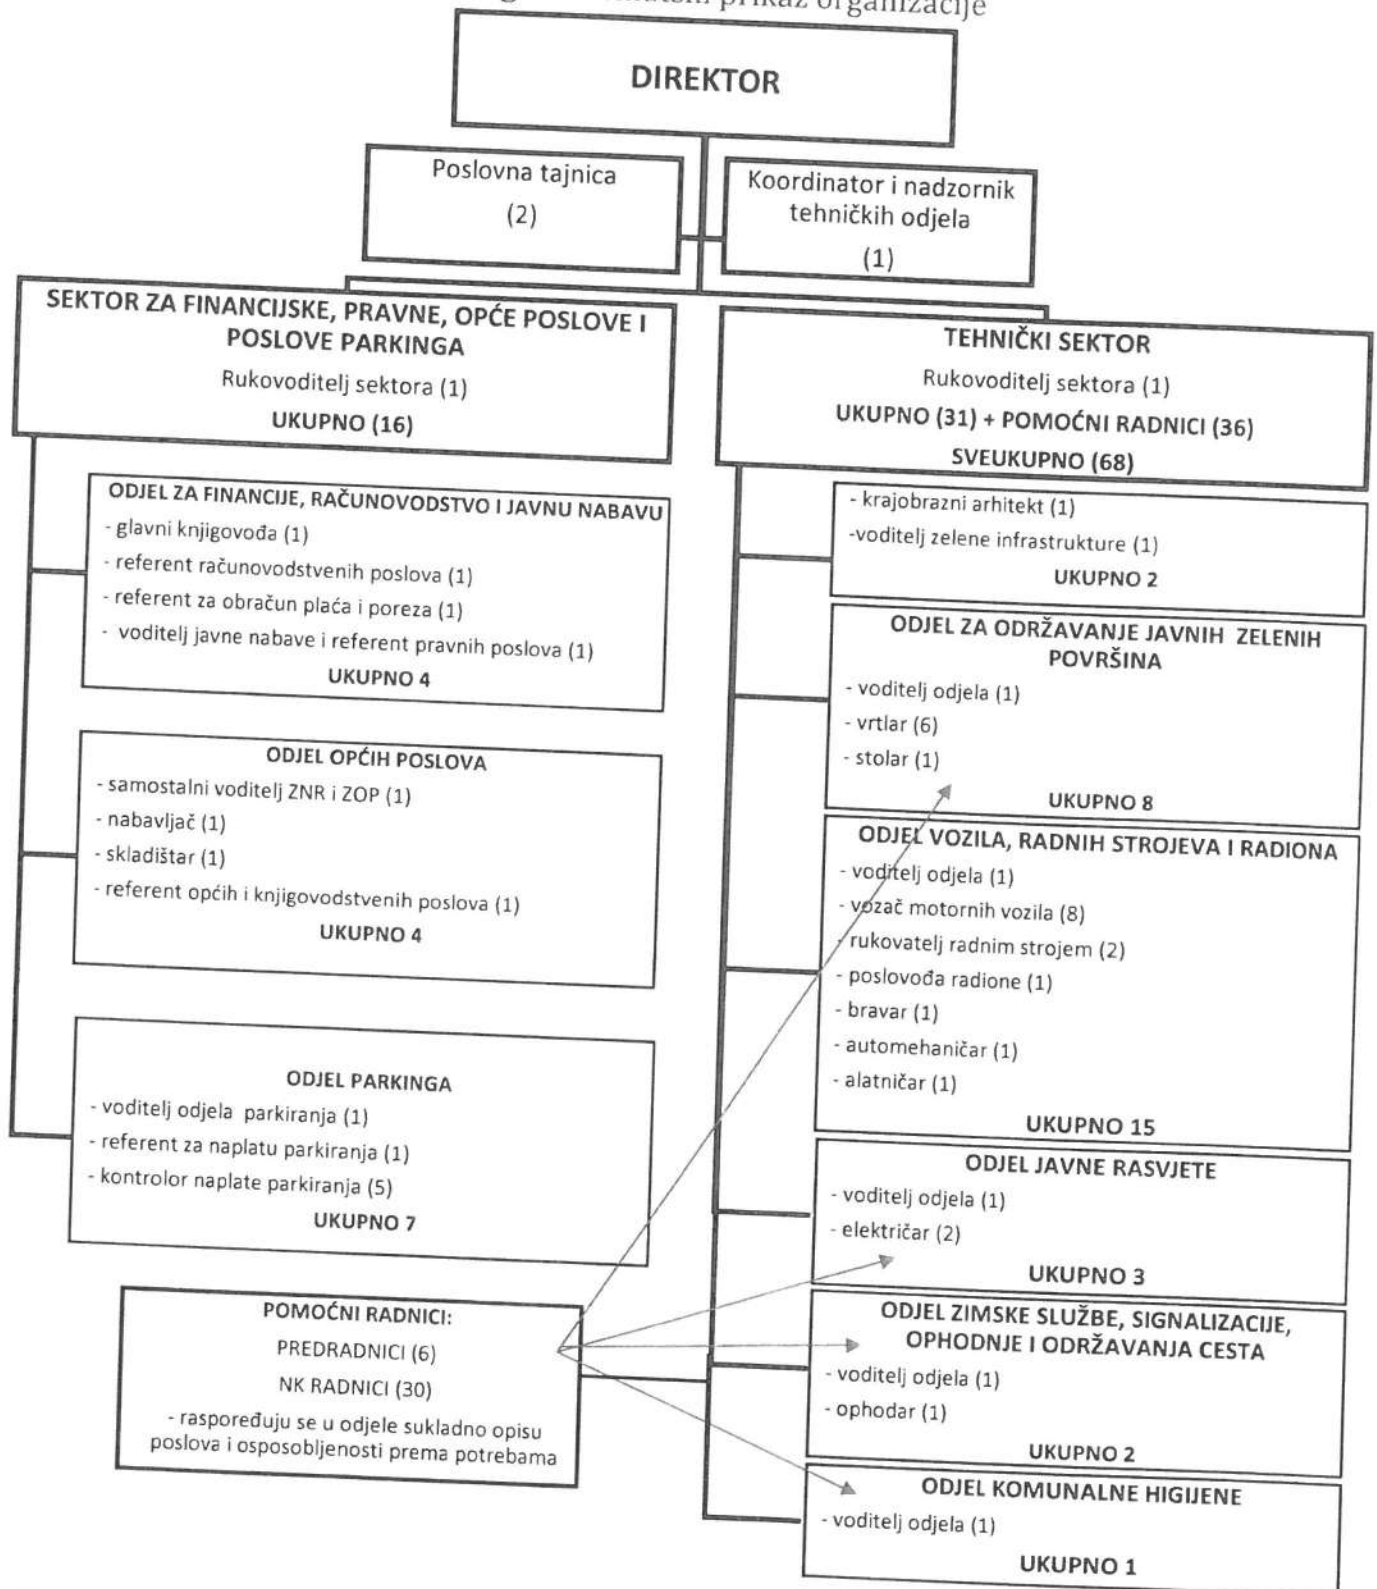 prikaz organizacije
DIREKTOR
Poslovna tajnica
(2)
Koordinator i nadzornik
tehničkih odjela
(1)
SEKTOR ZA FINANCIJSKE, PRAVNE, OPĆE POSLOVE I
POSLOVE PARKINGA
Rukovoditelj sektora (1)
UKUPNO (16)
ODJEL ZA FINANCIJE, RAČUNOVODSTVO I JAVNU NABAVU
- glavni knjigovođa (1)
- referent računovodstvenih poslova (1)
- referent za obračun plaća i poreza (1)
- voditelj javne nabave i referent pravnih poslova (1)
UKUPNO 4
ODJEL OPĆIH POSLOVA
- samostalni voditelj ZNR i ZOP (1)
- nabavljač (1)
- skladištar (1)
- referent općih i knjigovodstvenih poslova (1)
UKUPNO 4
ODJEL PARKINGA
- voditelj odjela parkiranja (1)
- referent za naplatu parkiranja (1)
- kontrolor naplate parkiranja (5)
UKUPNO 7
POMOĆNI RADNICI:
PREDRADNICI (6)
NK RADNICI (30)
- raspoređuju se u odjele sukladno opisu
poslova i osposobljenosti prema potrebama
TEHNIČKI SEKTOR
Rukovoditelj sektora (1)
UKUPNO (31) + POMOĆNI RADNICI (36)
SVEUKUPNO (68)
- krajobrazni arhitekt (1)
-voditelj zelene infrastrukture (1)
UKUPNO 2
ODJEL ZA ODRŽAVANJE JAVNIH ZELENIH
POVRŠINA
- voditelj odjela (1)
- vrtlar (6)
- stolar (1)
UKUPNO 8
ODJEL VOZILA, RADNIH STROJEVA I RADIONA
- voditelj odjela (1)
- vozač motornih vozila (8)
- rukovatelj radnim strojem (2)
- poslovođa radione (1)
- bravar (1)
- automehaničar (1)
- alatničar (1)
UKUPNO 15
ODJEL JAVNE RASVJETE
- voditelj odjela (1)
- električar (2)
UKUPNO 3
ODJEL ZIMSKE SLUŽBE, SIGNALIZACIJE,
OPHODNJE I ODRŽAVANJA CESTA
- voditelj odjela (1)
- ophodar (1)
UKUPNO 2
ODJEL KOMUNALNE HIGIJENE
- voditelj odjela (1)
UKUPNO 1